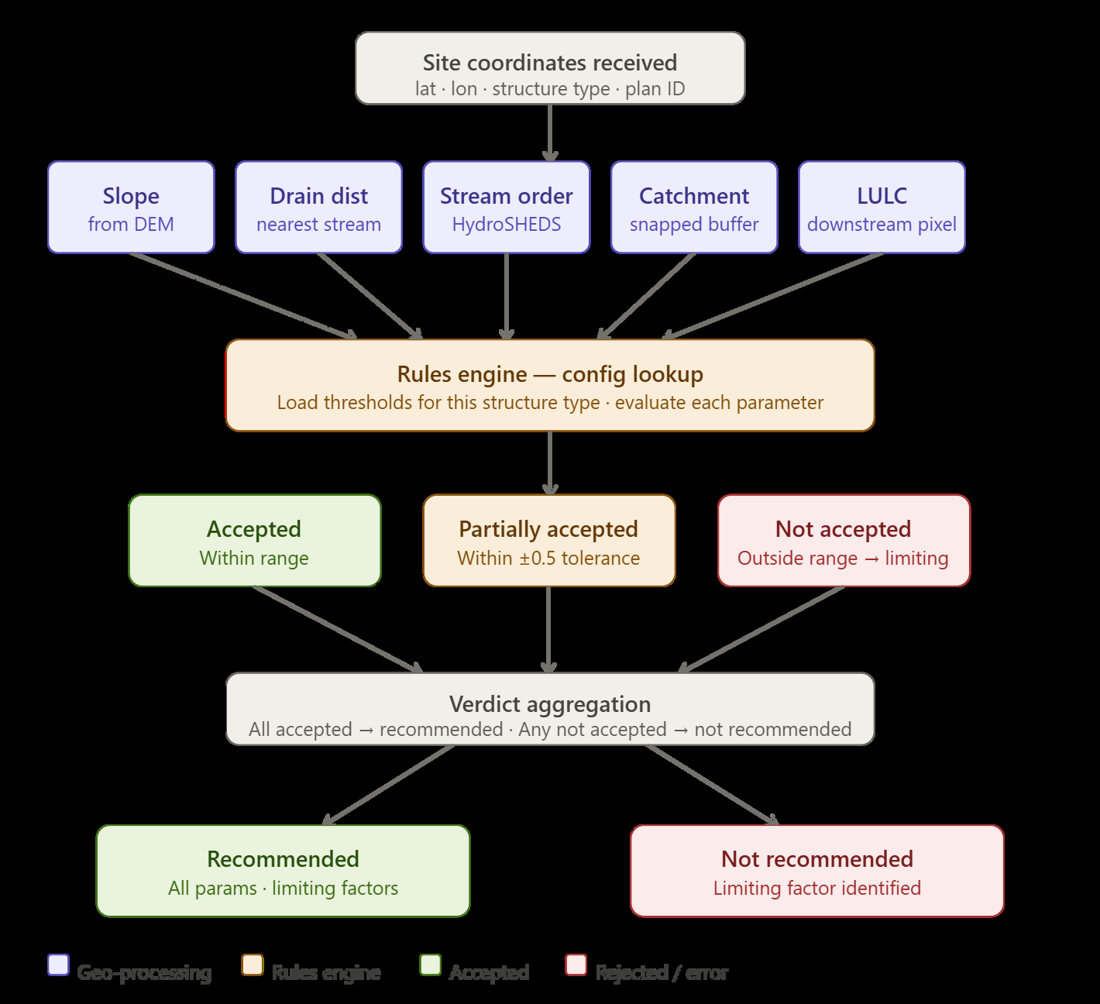 Site coordinates received
lat · lon · structure type · plan ID
Slope
from DEM
Drain dist
nearest stream
Stream order
HydroSHEDS
Catchment
snapped buffer
LULC
downstream pixel
Rules engine — config lookup
Load thresholds for this structure type · evaluate each parameter
Accepted
Within range
Partially accepted
Within ±0.5 tolerance
Not accepted
Outside range → limiting
Verdict aggregation
All accepted → recommended · Any not accepted → not recommended
Recommended
All params · limiting factors
Not recommended
Limiting factor identified
Geo-processing
Rules engine
Accepted
Rejected / error